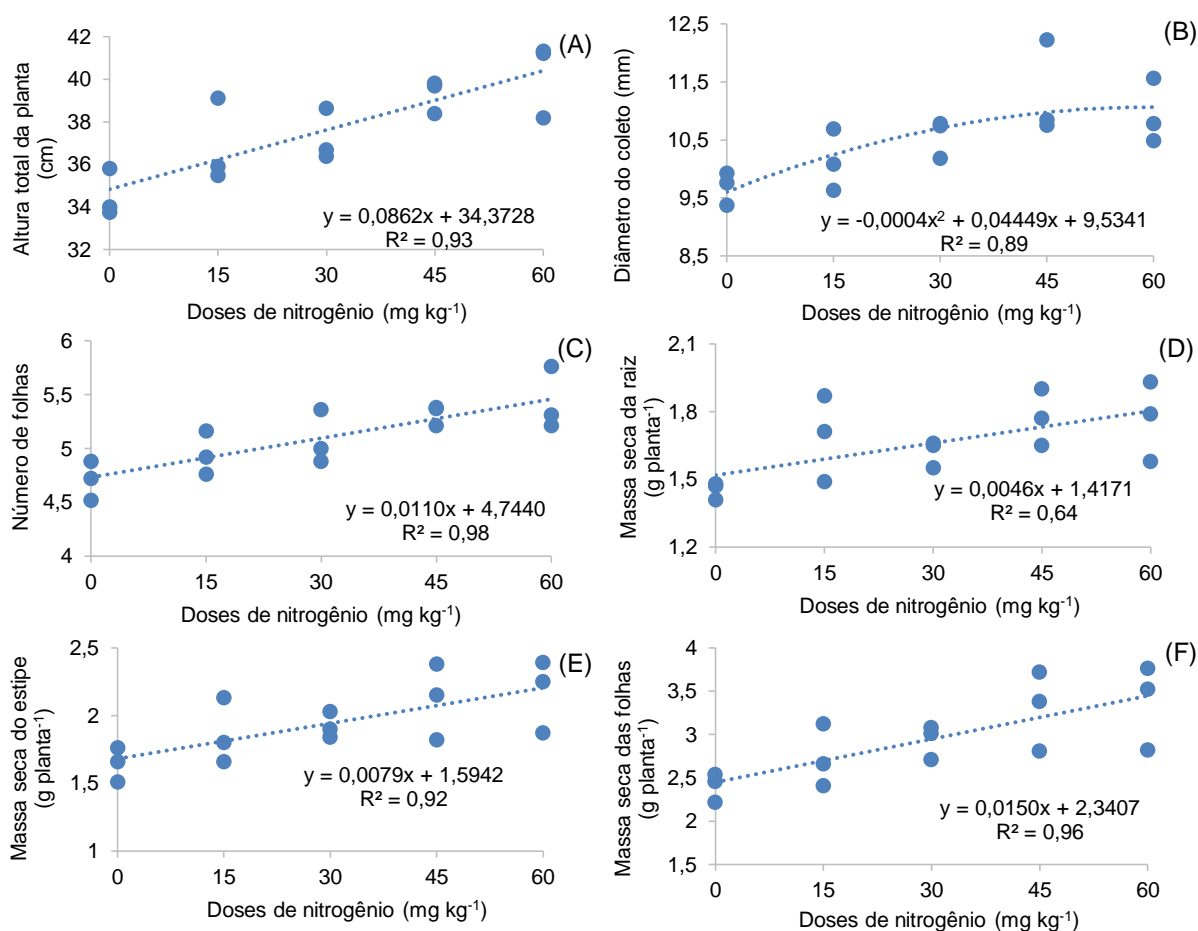 (A)
Altura total da planta
(cm)
42
40
38
36
34
32
y = 0,0862x + 34,3728
R² = 0,93
0 15 30 45 60
Doses de nitrogênio (mg kg⁻¹)
(B)
Diâmetro do coleto (mm)
12,5
11,5
10,5
9,5
8,5
y = -0,0004x² + 0,04449x + 9,5341
R² = 0,89
0 15 30 45 60
Doses de nitrogênio (mg kg⁻¹)
(C)
Número de folhas
6
5,5
5
4,5
4
y = 0,0110x + 4,7440
R² = 0,98
0 15 30 45 60
Doses de nitrogênio (mg kg⁻¹)
(D)
Massa seca da raiz
(g planta⁻¹)
2,1
1,8
1,5
1,2
y = 0,0046x + 1,4171
R² = 0,64
0 15 30 45 60
Doses de nitrogênio (mg kg⁻¹)
(E)
Massa seca do estipe
(g planta⁻¹)
2,5
2
1,5
1
y = 0,0079x + 1,5942
R² = 0,92
0 15 30 45 60
Doses de nitrogênio (mg kg⁻¹)
(F)
Massa seca das folhas
(g planta⁻¹)
4
3,5
3
2,5
2
1,5
y = 0,0150x + 2,3407
R² = 0,96
0 15 30 45 60
Doses de nitrogênio (mg kg⁻¹)